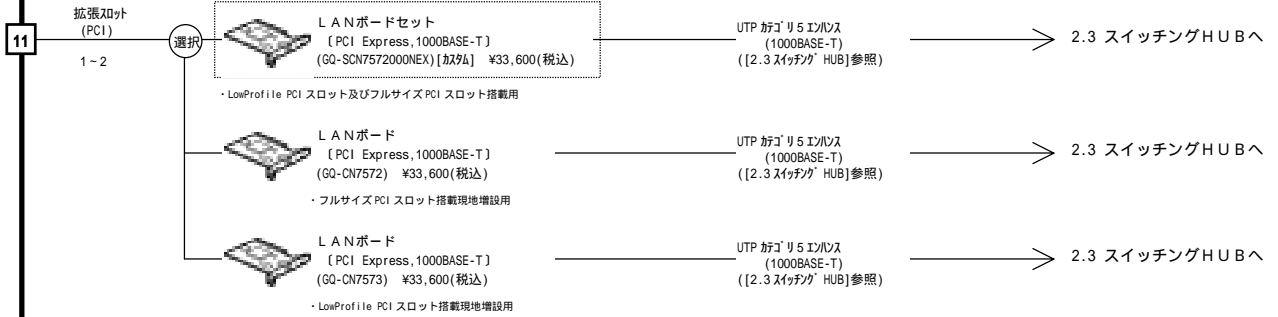 11
拡張ｽﾛｯﾄ
(PCI)
1~2
選択
ＬＡＮボードセット
〔PCI Express,1000BASE-T〕
(GQ-SCN7572000NEX)[ｶｽﾀﾑ] ¥33,600(税込)
・LowProfile PCI スロット及びフルサイズ PCI スロット搭載用
UTP ｶﾃｺﾞﾘ 5 ｴﾝﾊﾝｽ
(1000BASE-T)
([2.3 ｽｲｯﾁﾝｸﾞ HUB]参照)
2.3 スイッチングＨＵＢへ
ＬＡＮボード
〔PCI Express,1000BASE-T〕
(GQ-CN7572) ¥33,600(税込)
・フルサイズ PCI スロット搭載現地増設用
UTP ｶﾃｺﾞﾘ 5 ｴﾝﾊﾝｽ
(1000BASE-T)
([2.3 ｽｲｯﾁﾝｸﾞ HUB]参照)
2.3 スイッチングＨＵＢへ
ＬＡＮボード
〔PCI Express,1000BASE-T〕
(GQ-CN7573) ¥33,600(税込)
・LowProfile PCI スロット搭載現地増設用
UTP ｶﾃｺﾞﾘ 5 ｴﾝﾊﾝｽ
(1000BASE-T)
([2.3 ｽｲｯﾁﾝｸﾞ HUB]参照)
2.3 スイッチングＨＵＢへ